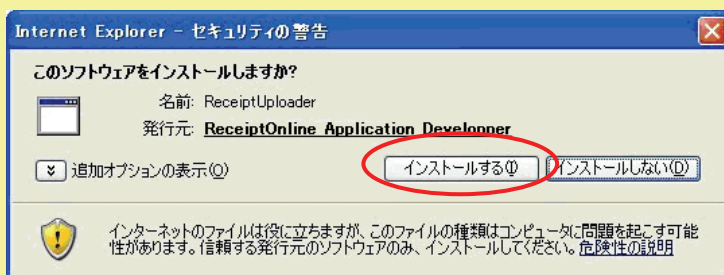 Internet Explorer - セキュリティの警告
このソフトウェアをインストールしますか?
名前: ReceiptUploader
発行元: ReceiptOnline Application Developper
追加オプションの表示(O)
インストールする(I)
インストールしない(D)
インターネットのファイルは役に立ちますが、このファイルの種類はコンピュータに問題を起こす可能
性があります。信頼する発行元のソフトウェアのみ、インストールしてください。危険性の説明